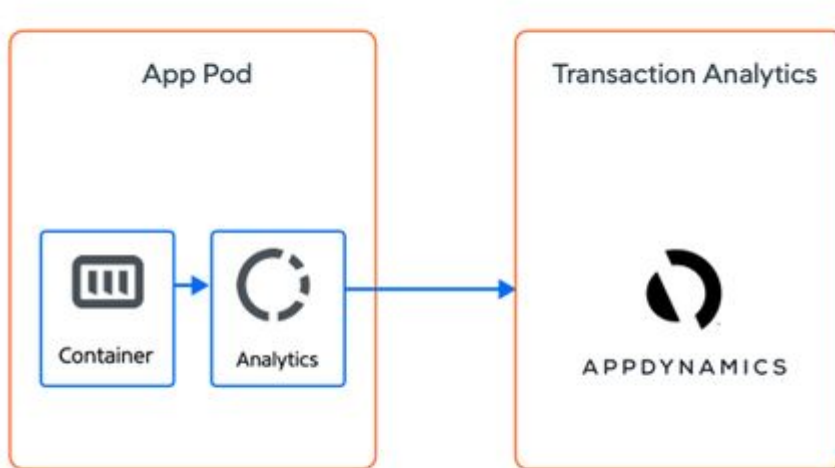 App Pod
Transaction Analytics
Container
Analytics
APPDYNAMICS